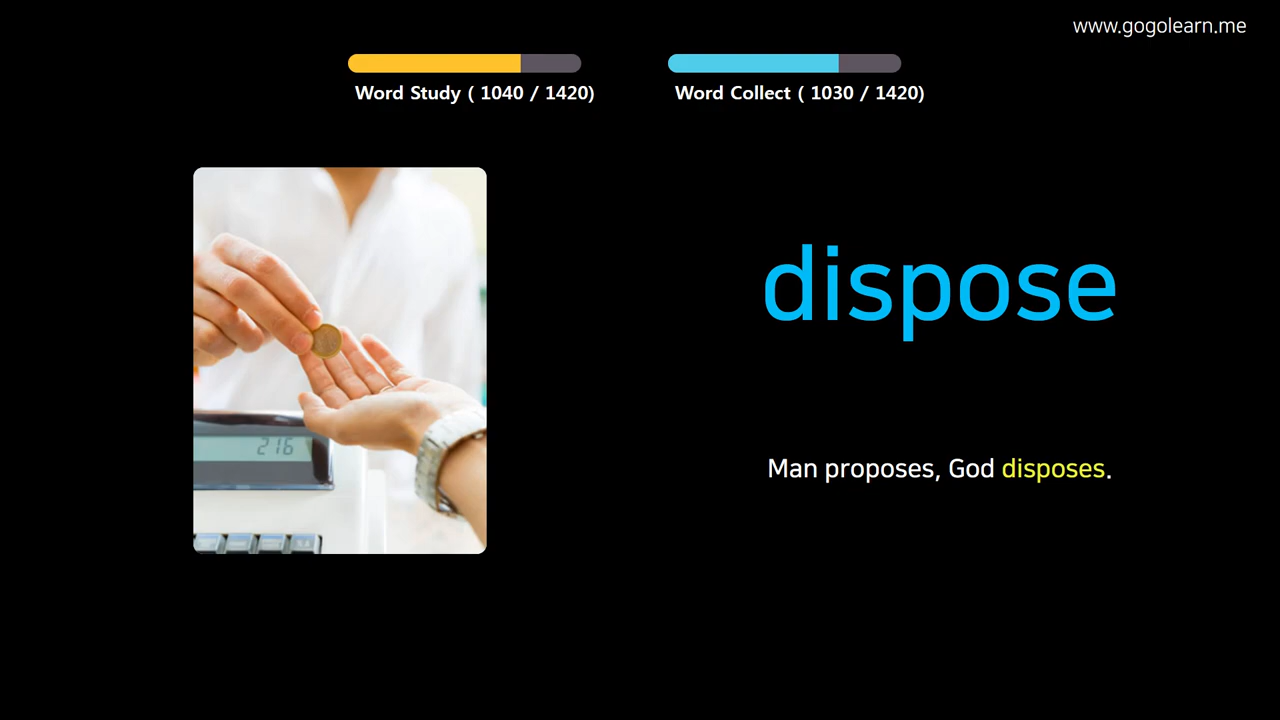 www.gogolearn.me
Word Study ( 1040 / 1420)
Word Collect ( 1030 / 1420)
dispose
216
Man proposes, God disposes.